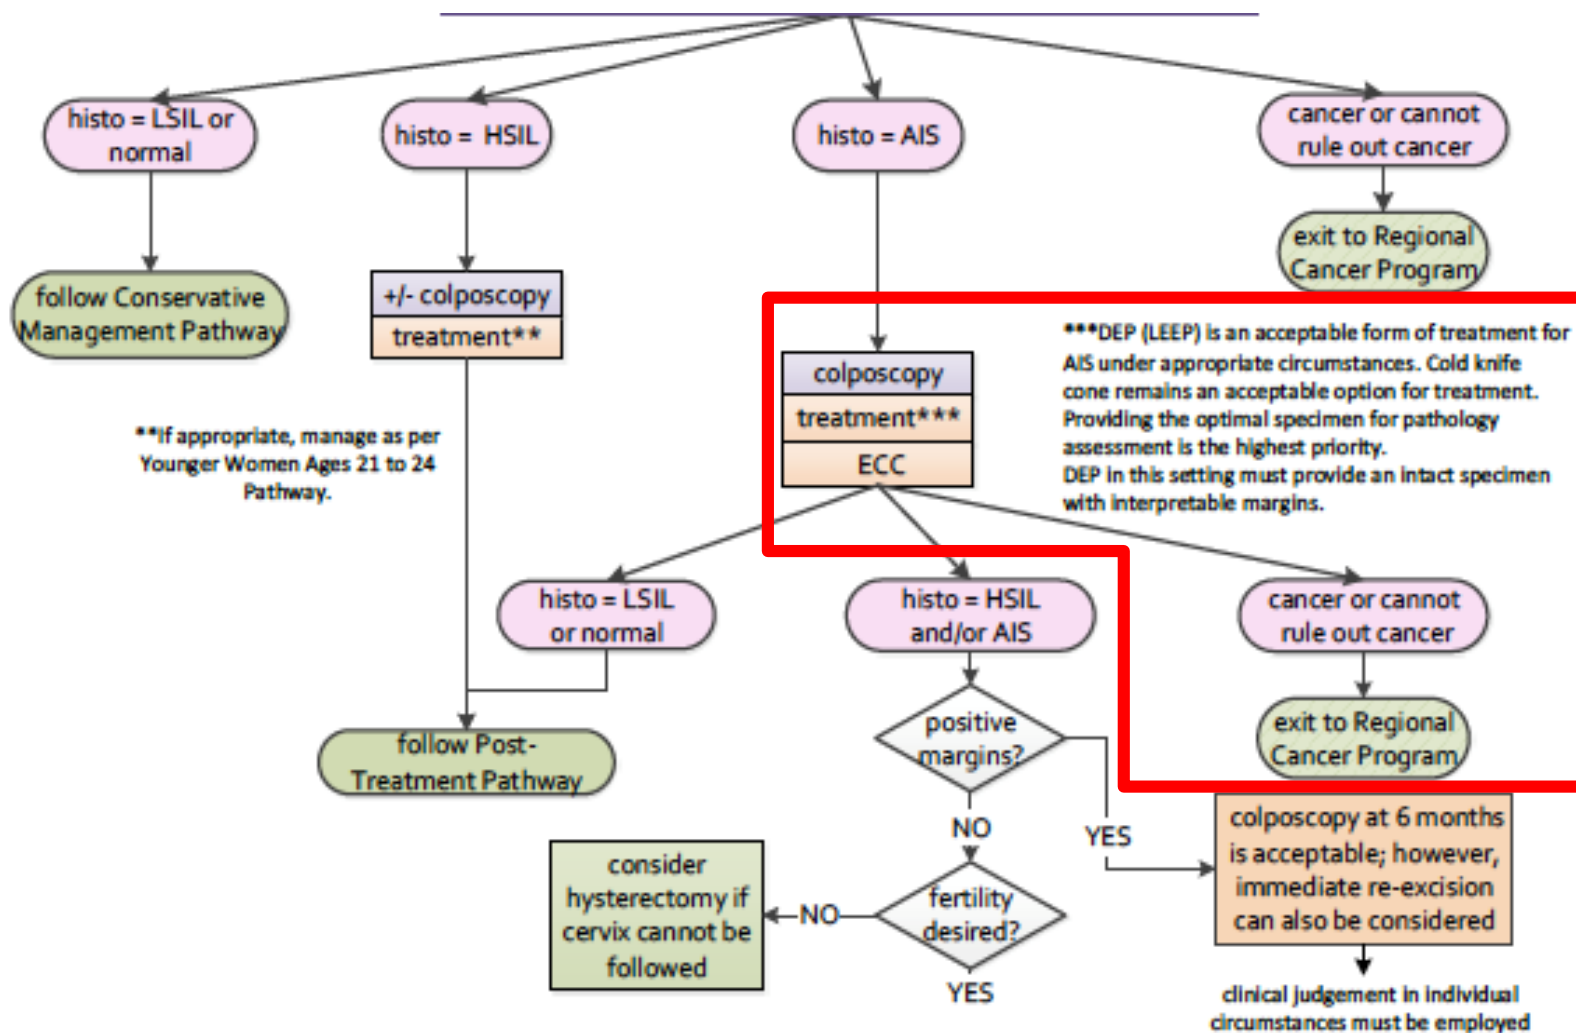 histo = LSIL or
normal
histo = HSIL
histo = AIS
cancer or cannot
rule out cancer
follow Conservative
Management Pathway
+/- colposcopy
treatment**
exit to Regional
Cancer Program
**If appropriate, manage as per
Younger Women Ages 21 to 24
Pathway.
colposcopy
treatment***
ECC
***DEP (LEEP) is an acceptable form of treatment for
AIS under appropriate circumstances. Cold knife
cone remains an acceptable option for treatment.
Providing the optimal specimen for pathology
assessment is the highest priority.
DEP in this setting must provide an intact specimen
with interpretable margins.
histo = LSIL
or normal
histo = HSIL
and/or AIS
cancer or cannot
rule out cancer
follow Post-
Treatment Pathway
positive
margins?
exit to Regional
Cancer Program
NO
YES
colposcopy at 6 months
is acceptable; however,
immediate re-excision
can also be considered
consider
hysterectomy if
cervix cannot be
followed
NO
fertility
desired?
YES
clinical judgement in individual
circumstances must be employed